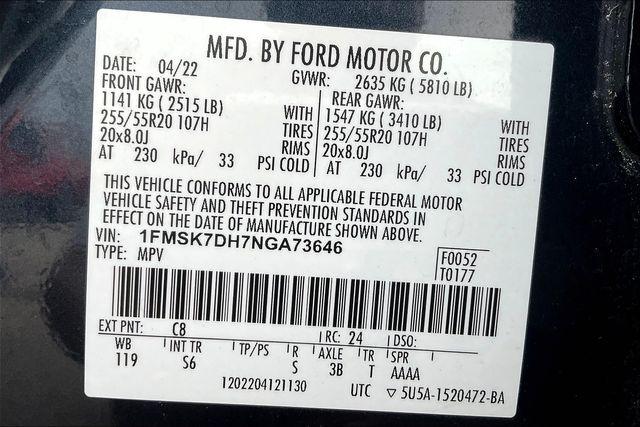 MFD. BY FORD MOTOR CO.
DATE: 04/22 GVWR: 2635 KG ( 5810 LB)
FRONT GAWR: REAR GAWR:
1141 KG ( 2515 LB) WITH 1547 KG ( 3410 LB) WITH
255/55R20 107H TIRES 255/55R20 107H TIRES
20x8.0J RIMS 20x8.0J RIMS
AT 230 kPa/ 33 PSI COLD AT 230 kPa/ 33 PSI COLD
THIS VEHICLE CONFORMS TO ALL APPLICABLE FEDERAL MOTOR
VEHICLE SAFETY AND THEFT PREVENTION STANDARDS IN
EFFECT ON THE DATE OF MANUFACTURE SHOWN ABOVE.
VIN: 1FMSK7DH7NGA73646
TYPE: MPV
F0052
T0177
EXT PNT: C8 RC: 24 DSO:
WB INT TR TP/PS R AXLE TR SPR
119 S6 S 3B T AAAA
1202204121130 UTC ▽ 5U5A-1520472-BA